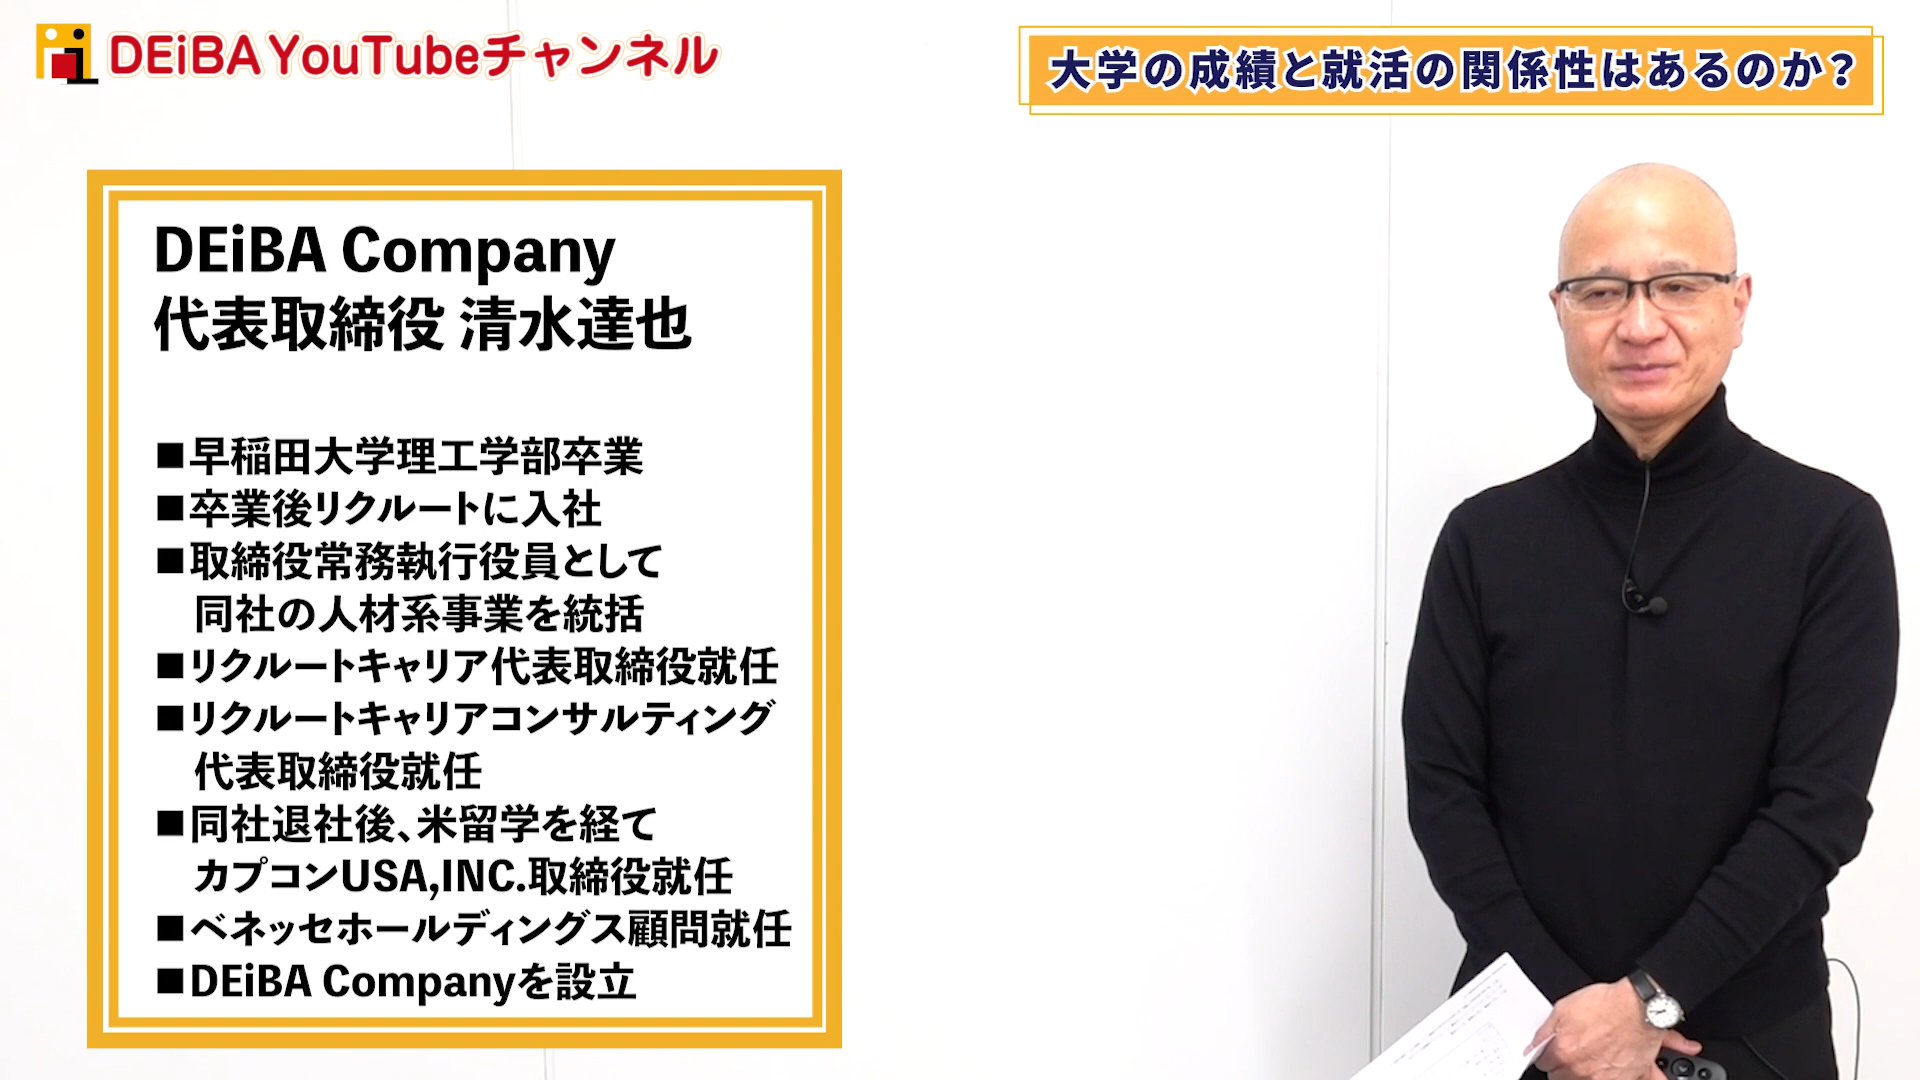 DEiBA YouTubeチャンネル
大学の成績と就活の関係性はあるのか？
DEiBA Company
代表取締役 清水達也
■早稲田大学理工学部卒業
■卒業後リクルートに入社
■取締役常務執行役員として
同社の人材系事業を統括
■リクルートキャリア代表取締役就任
■リクルートキャリアコンサルティング
代表取締役就任
■同社退社後、米留学を経て
カプコンUSA,INC.取締役就任
■ベネッセホールディングス顧問就任
■DEiBA Companyを設立